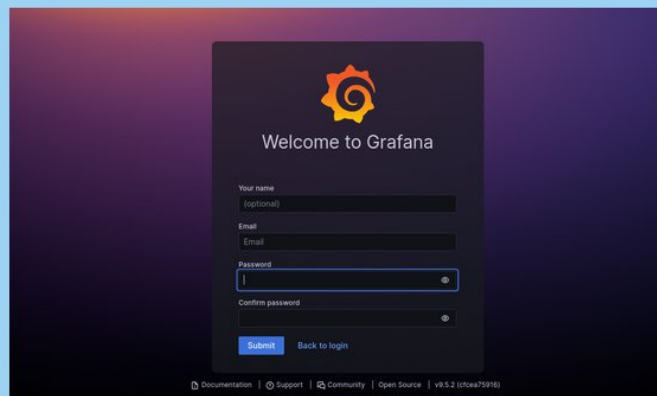 Welcome to Grafana
Your name
(optional)
Email
Email
Password
Confirm password
Submit Back to login
Documentation | Support | Community | Open Source | v9.5.2 (cfcea75916)